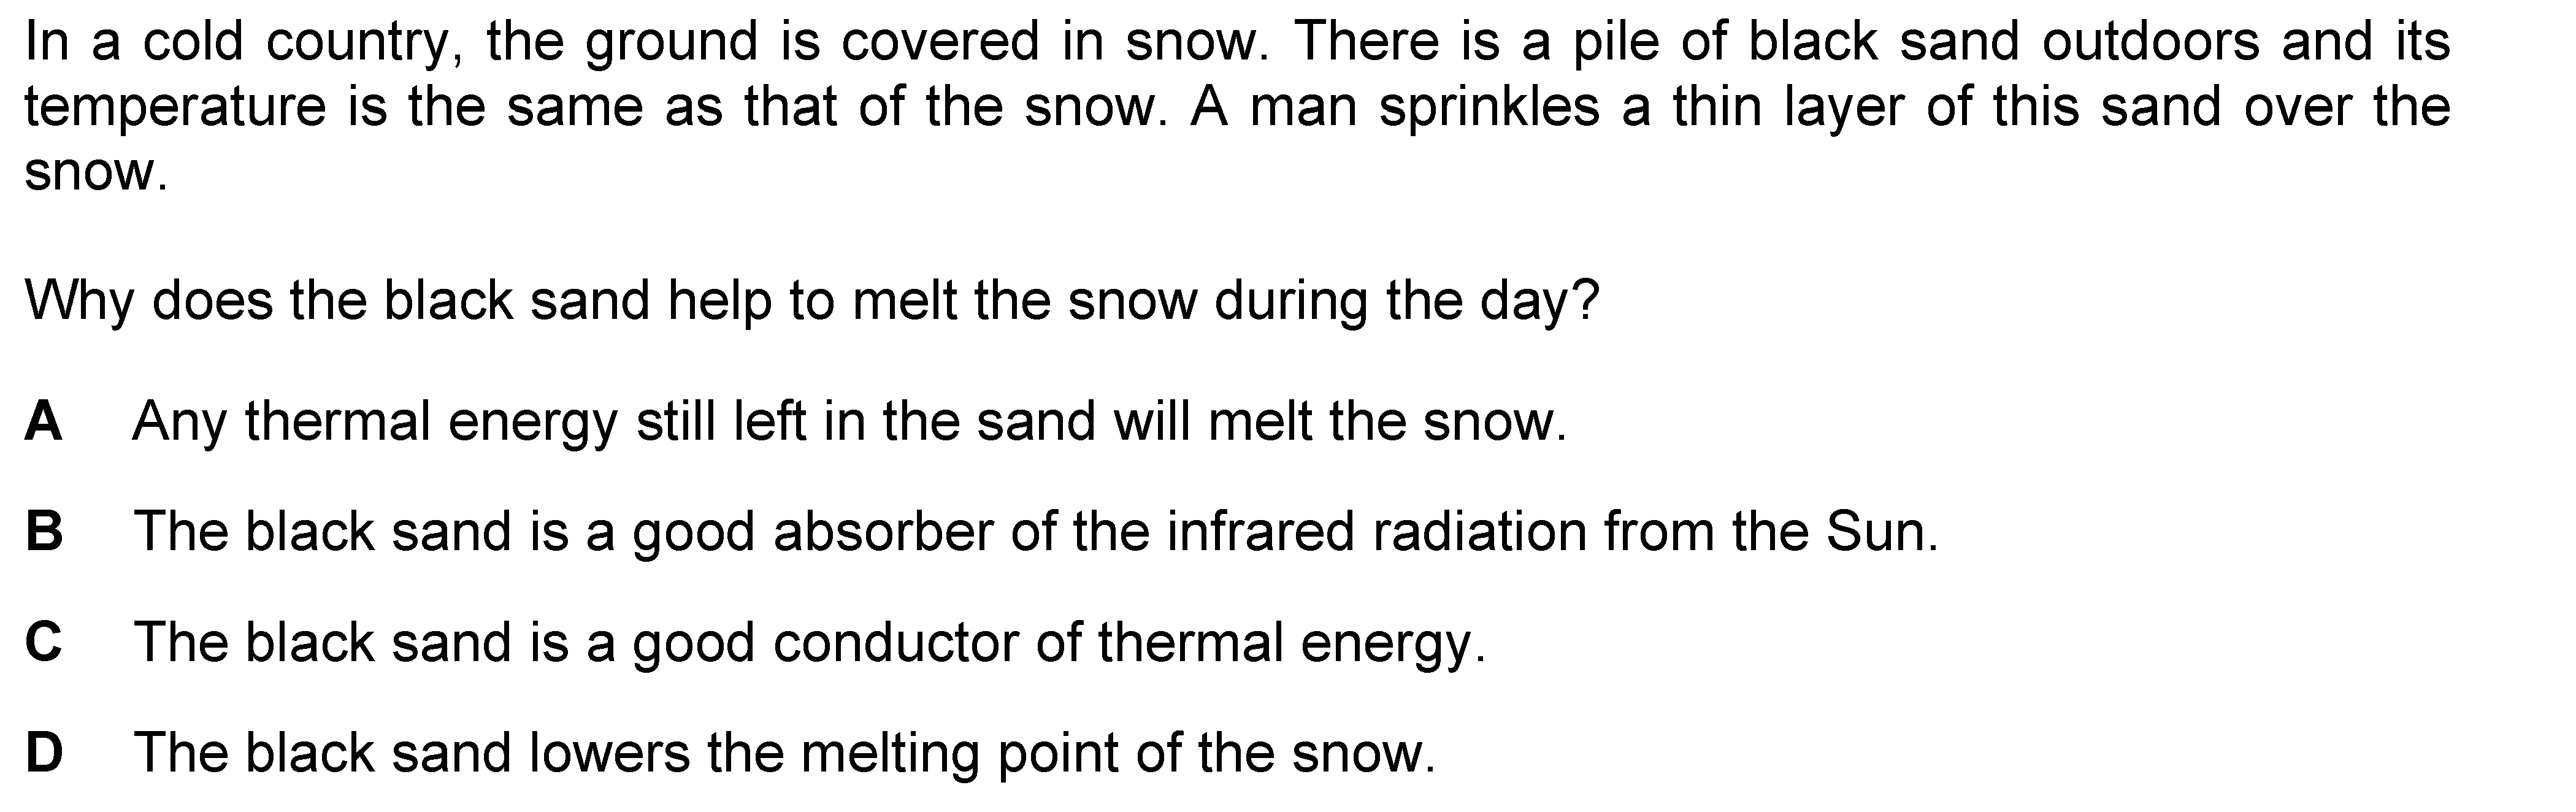 In a cold country, the ground is covered in snow. There is a pile of black sand outdoors and its
temperature is the same as that of the snow. A man sprinkles a thin layer of this sand over the
snow.
Why does the black sand help to melt the snow during the day?
A Any thermal energy still left in the sand will melt the snow.
B The black sand is a good absorber of the infrared radiation from the Sun.
C The black sand is a good conductor of thermal energy.
D The black sand lowers the melting point of the snow.